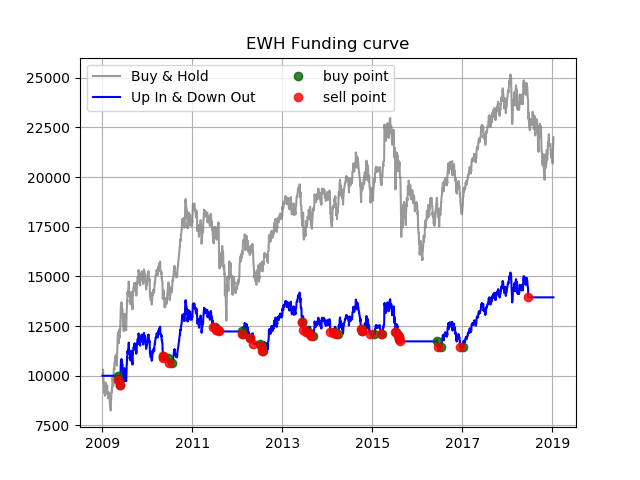 EWH Funding curve
Buy & Hold
Up In & Down Out
buy point
sell point
25000
22500
20000
17500
15000
12500
10000
7500
2009 2011 2013 2015 2017 2019